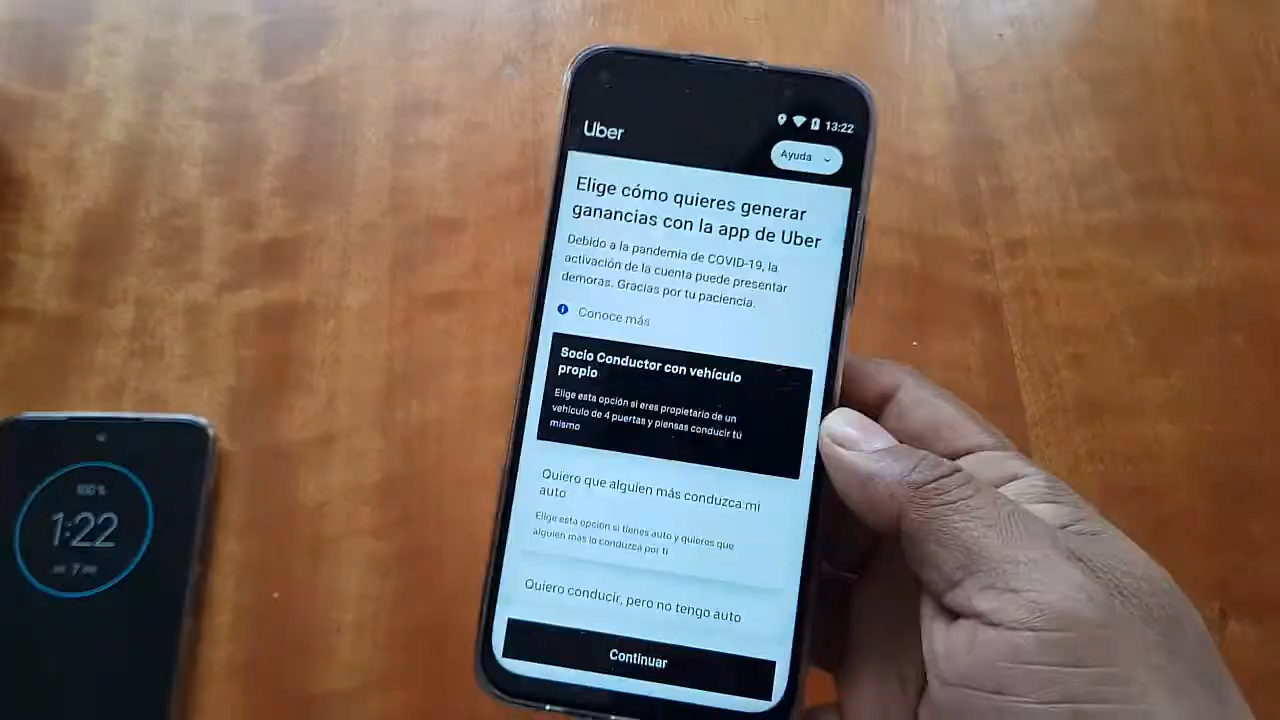 Uber
13:22
Ayuda
Elige cómo quieres generar
ganancias con la app de Uber
Debido a la pandemia de COVID-19, la
activación de la cuenta puede presentar
demoras. Gracias por tu paciencia.
Conoce más
Socio Conductor con vehículo
propio
Elige esta opción si eres propietario de un
vehículo de 4 puertas y piensas conducir tú
mismo
Quiero que alguien más conduzca mi
auto
Elige esta opción si tienes auto y quieres que
alguien más lo conduzca por ti
Quiero conducir, pero no tengo auto
Continuar
100%
1:22